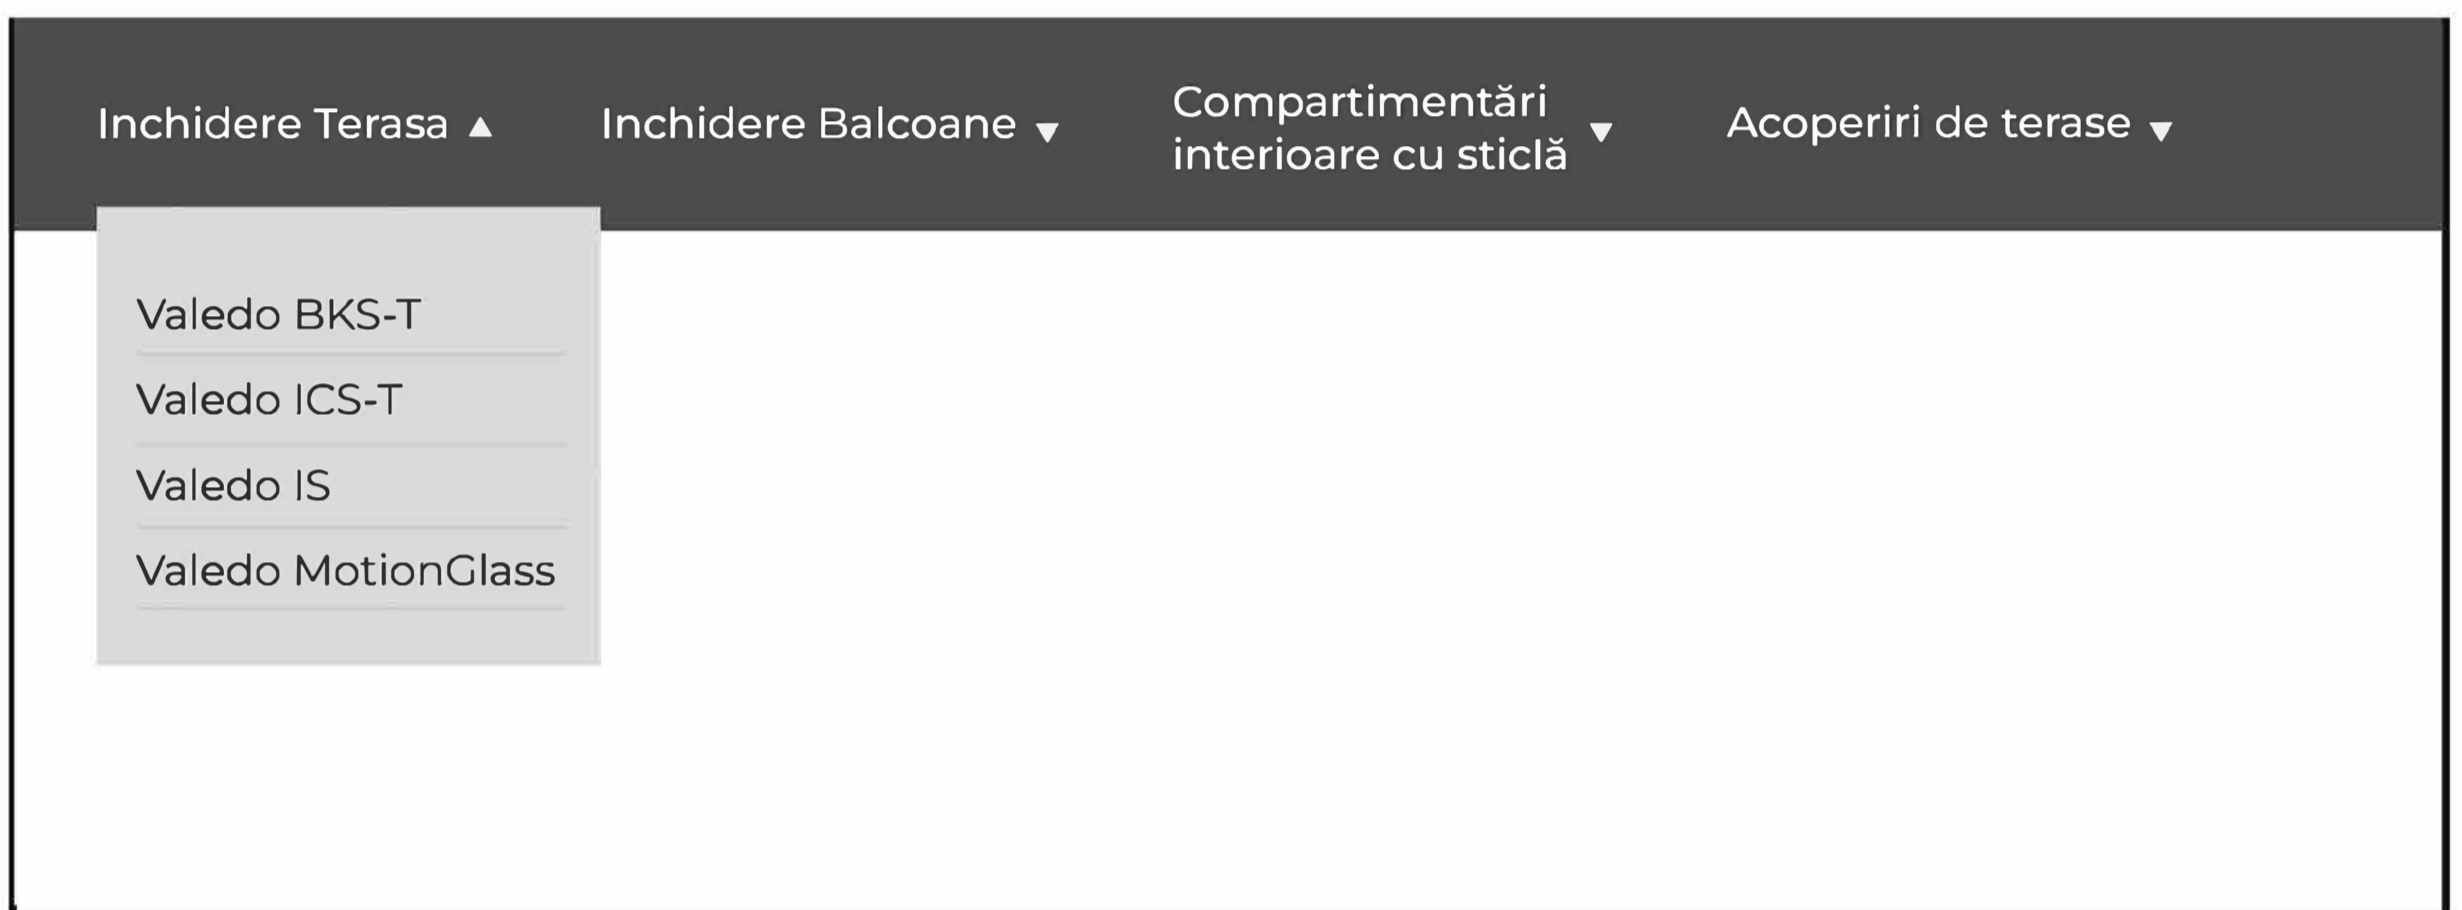 Inchidere Terasa ▲
Inchidere Balcoane ▼
Compartimentări
interioare cu sticlă ▼
Acoperiri de terase ▼
Valedo BKS-T
Valedo ICS-T
Valedo IS
Valedo MotionGlass